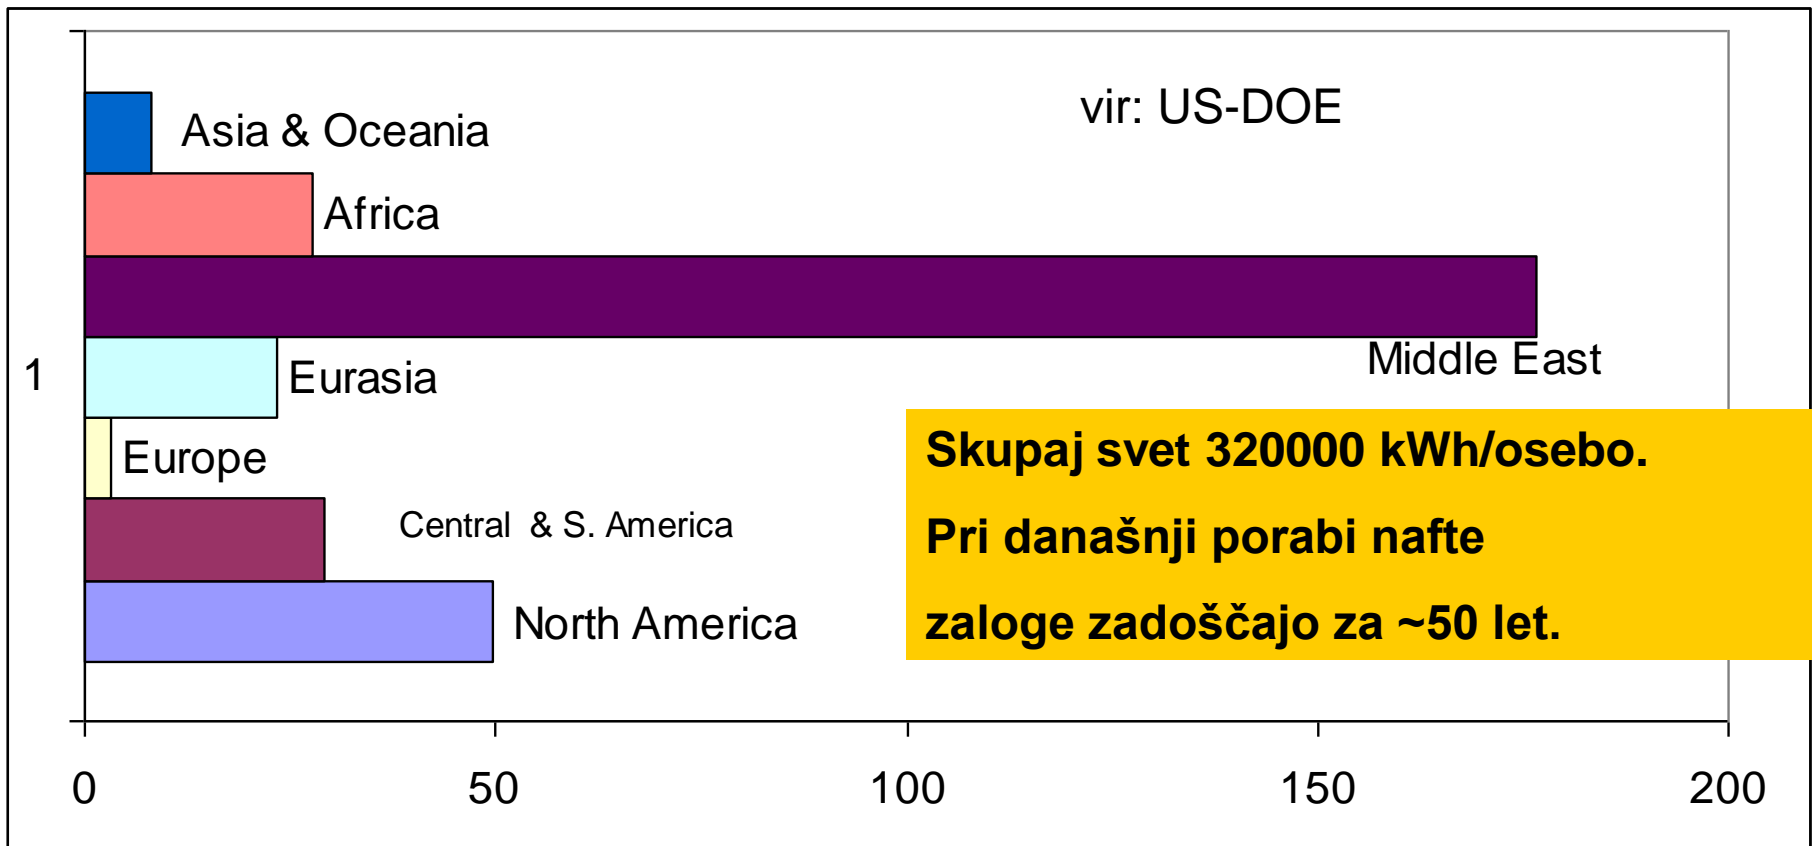 vir: US-DOE
Asia & Oceania
Africa
Middle East
1
Eurasia
Europe
Central & S. America
North America
Skupaj svet 320000 kWh/osebo.
Pri današnji porabi nafte
zaloge zadoščajo za ~50 let.
0 50 100 150 200